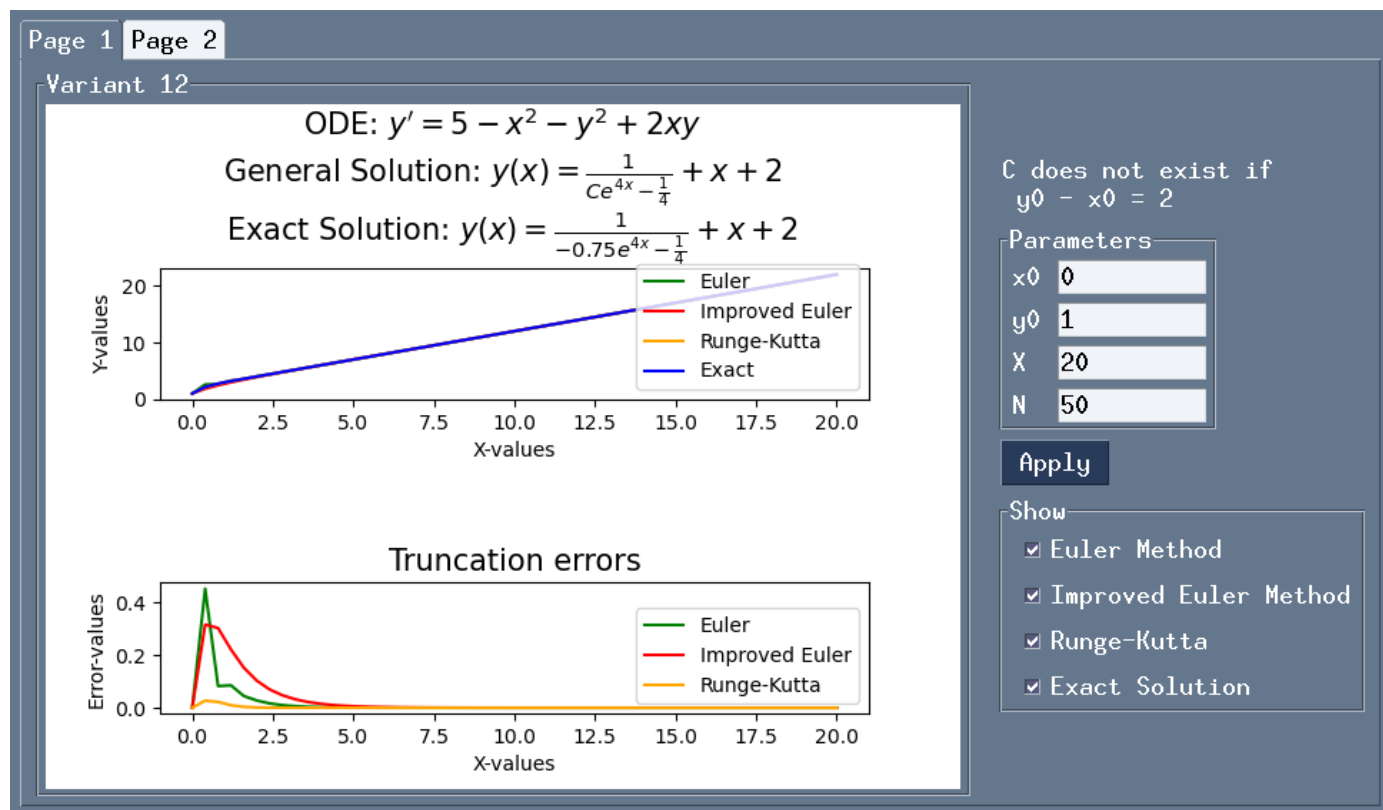 Page 1 Page 2
Variant 12
ODE: y′ = 5 − x² − y² + 2xy
General Solution: y(x) = 1/(Ce^{4x} − 1/4) + x + 2
Exact Solution: y(x) = 1/(−0.75e^{4x} − 1/4) + x + 2
Y-values
20
10
0
Euler
Improved Euler
Runge-Kutta
Exact
0.0 2.5 5.0 7.5 10.0 12.5 15.0 17.5 20.0
X-values
Truncation errors
Error-values
0.4
0.2
0.0
Euler
Improved Euler
Runge-Kutta
0.0 2.5 5.0 7.5 10.0 12.5 15.0 17.5 20.0
X-values
C does not exist if
y0 - x0 = 2
Parameters
x0 0
y0 1
X 20
N 50
Apply
Show
Euler Method
Improved Euler Method
Runge-Kutta
Exact Solution